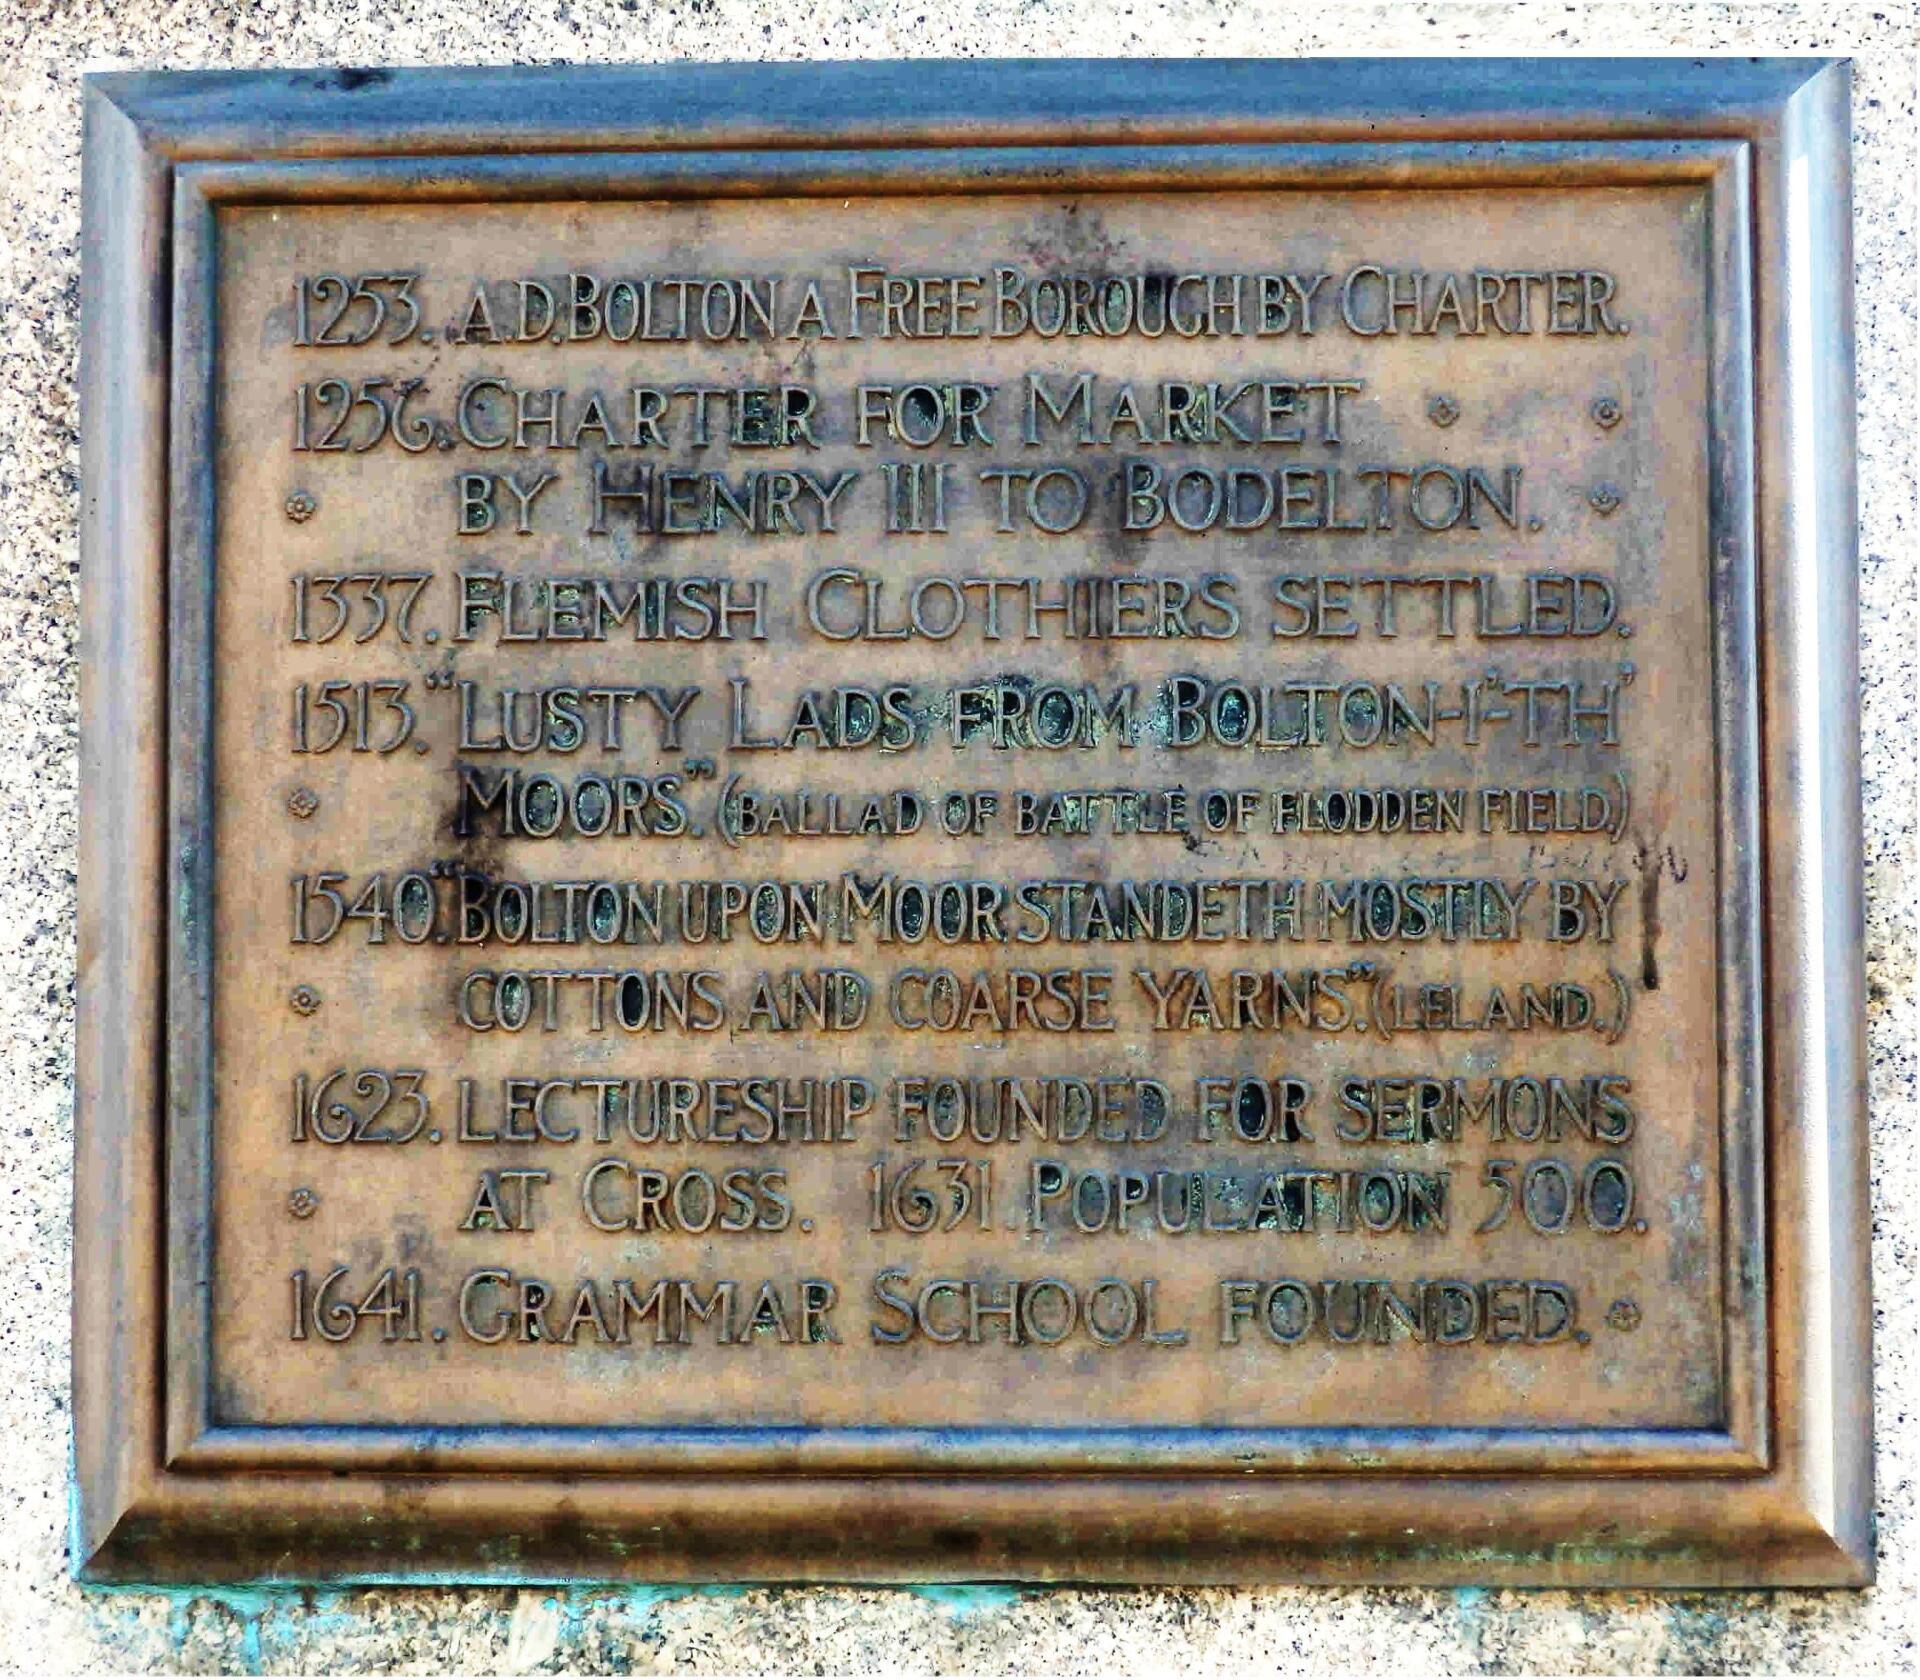 1253. A.D. BOLTON A FREE BOROUGH BY CHARTER.
1256. CHARTER FOR MARKET
BY HENRY III TO BODELTON.
1337. FLEMISH CLOTHIERS SETTLED.
1513. "LUSTY LADS FROM BOLTON-I'-TH'
MOORS." (BALLAD OF BATTLE OF FLODDEN FIELD.)
1540. "BOLTON UPON MOOR STANDETH MOSTLY BY
COTTONS AND COARSE YARNS." (LELAND.)
1623. LECTURESHIP FOUNDED FOR SERMONS
AT CROSS. 1631. POPULATION 500.
1641. GRAMMAR SCHOOL FOUNDED.